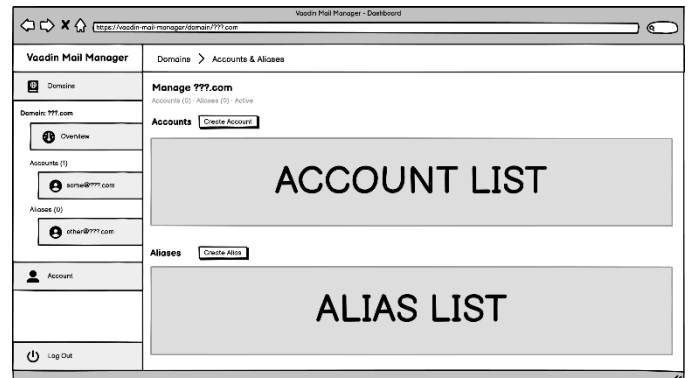 Vaadin Mail Manager - Dashboard
https://vaadin-mail-manager/domain/???.com
Vaadin Mail Manager
Domains
Accounts & Aliases
Domains
Domain: ???.com
Overview
Accounts (1)
some@???.com
Aliases (0)
other@???.com
Account
Log Out
Manage ???.com
Accounts (0) - Aliases (0) - Active
Accounts
Create Account
ACCOUNT LIST
Aliases
Create Alias
ALIAS LIST